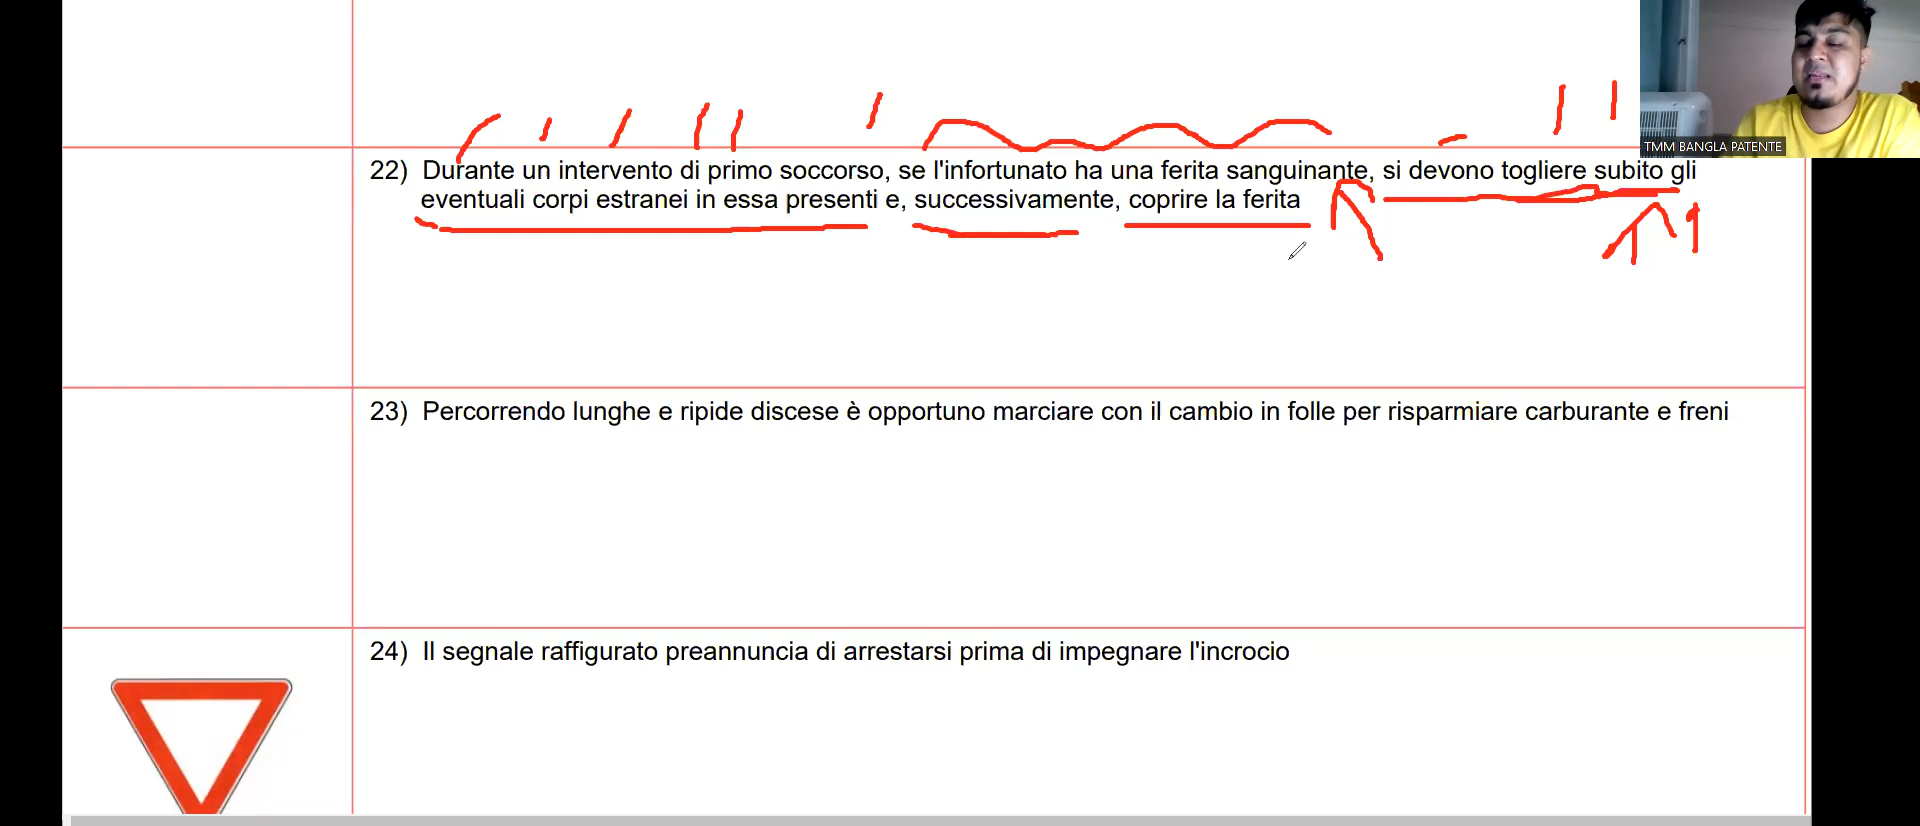 TMM BANGLA PATENTE
22) Durante un intervento di primo soccorso, se l'infortunato ha una ferita sanguinante, si devono togliere subito gli
eventuali corpi estranei in essa presenti e, successivamente, coprire la ferita
23) Percorrendo lunghe e ripide discese è opportuno marciare con il cambio in folle per risparmiare carburante e freni
24) Il segnale raffigurato preannuncia di arrestarsi prima di impegnare l'incrocio